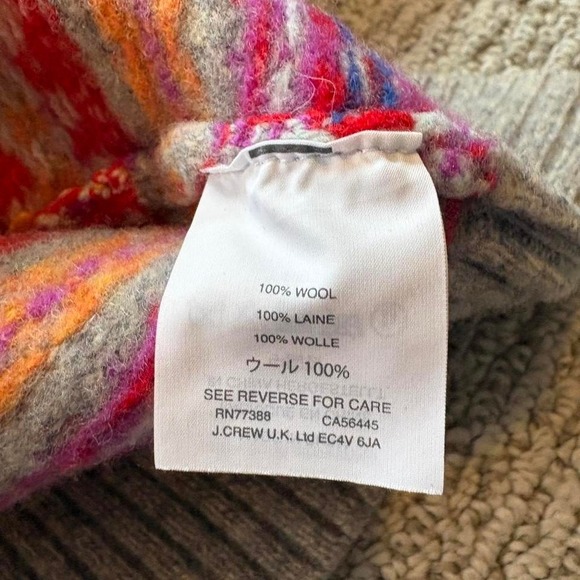 100% WOOL
100% LAINE
100% WOLLE
ウール 100%
SEE REVERSE FOR CARE
RN77388 CA56445
J.CREW U.K. Ltd EC4V 6JA